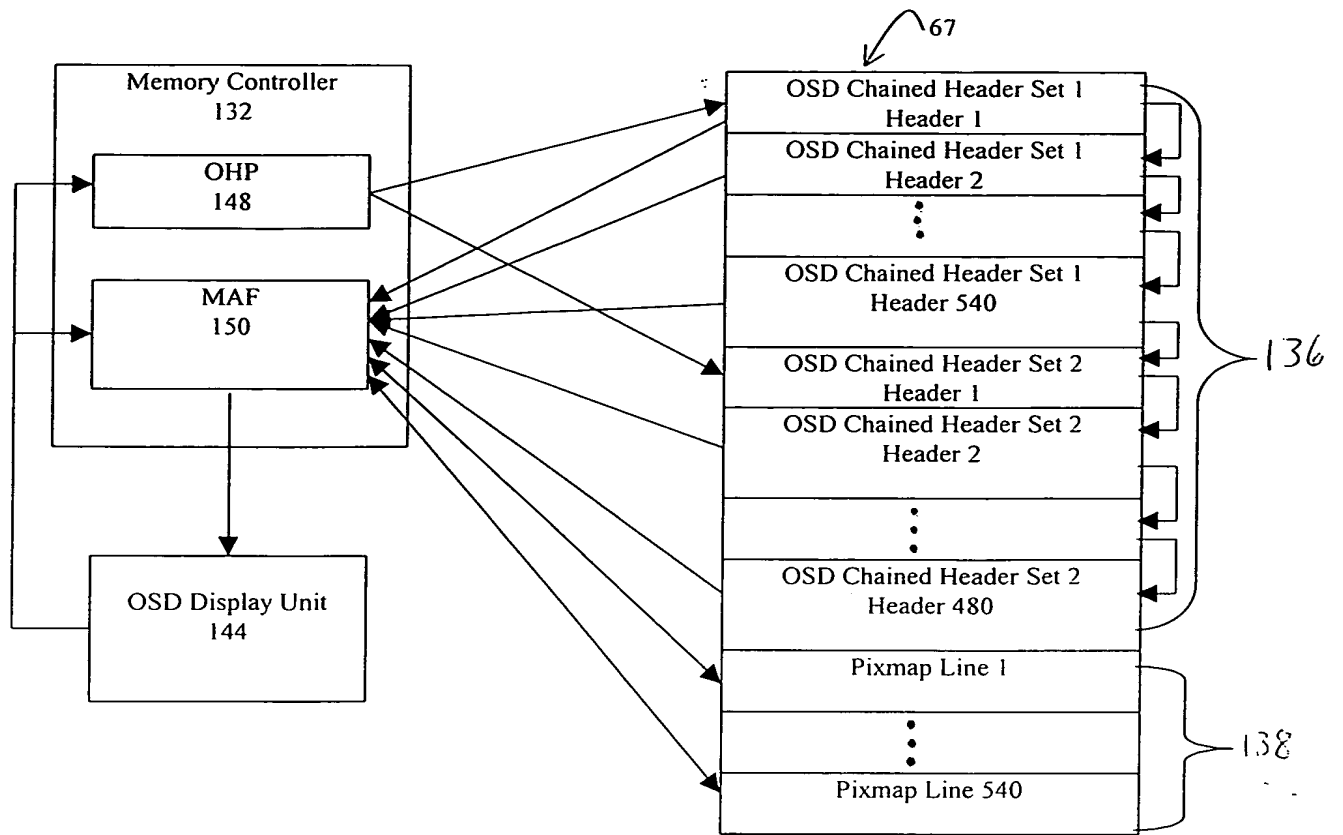 67
Memory Controller
132
OHP
148
MAF
150
OSD Display Unit
144
OSD Chained Header Set 1
Header 1
OSD Chained Header Set 1
Header 2
OSD Chained Header Set 1
Header 540
OSD Chained Header Set 2
Header 1
OSD Chained Header Set 2
Header 2
OSD Chained Header Set 2
Header 480
136
Pixmap Line 1
Pixmap Line 540
138